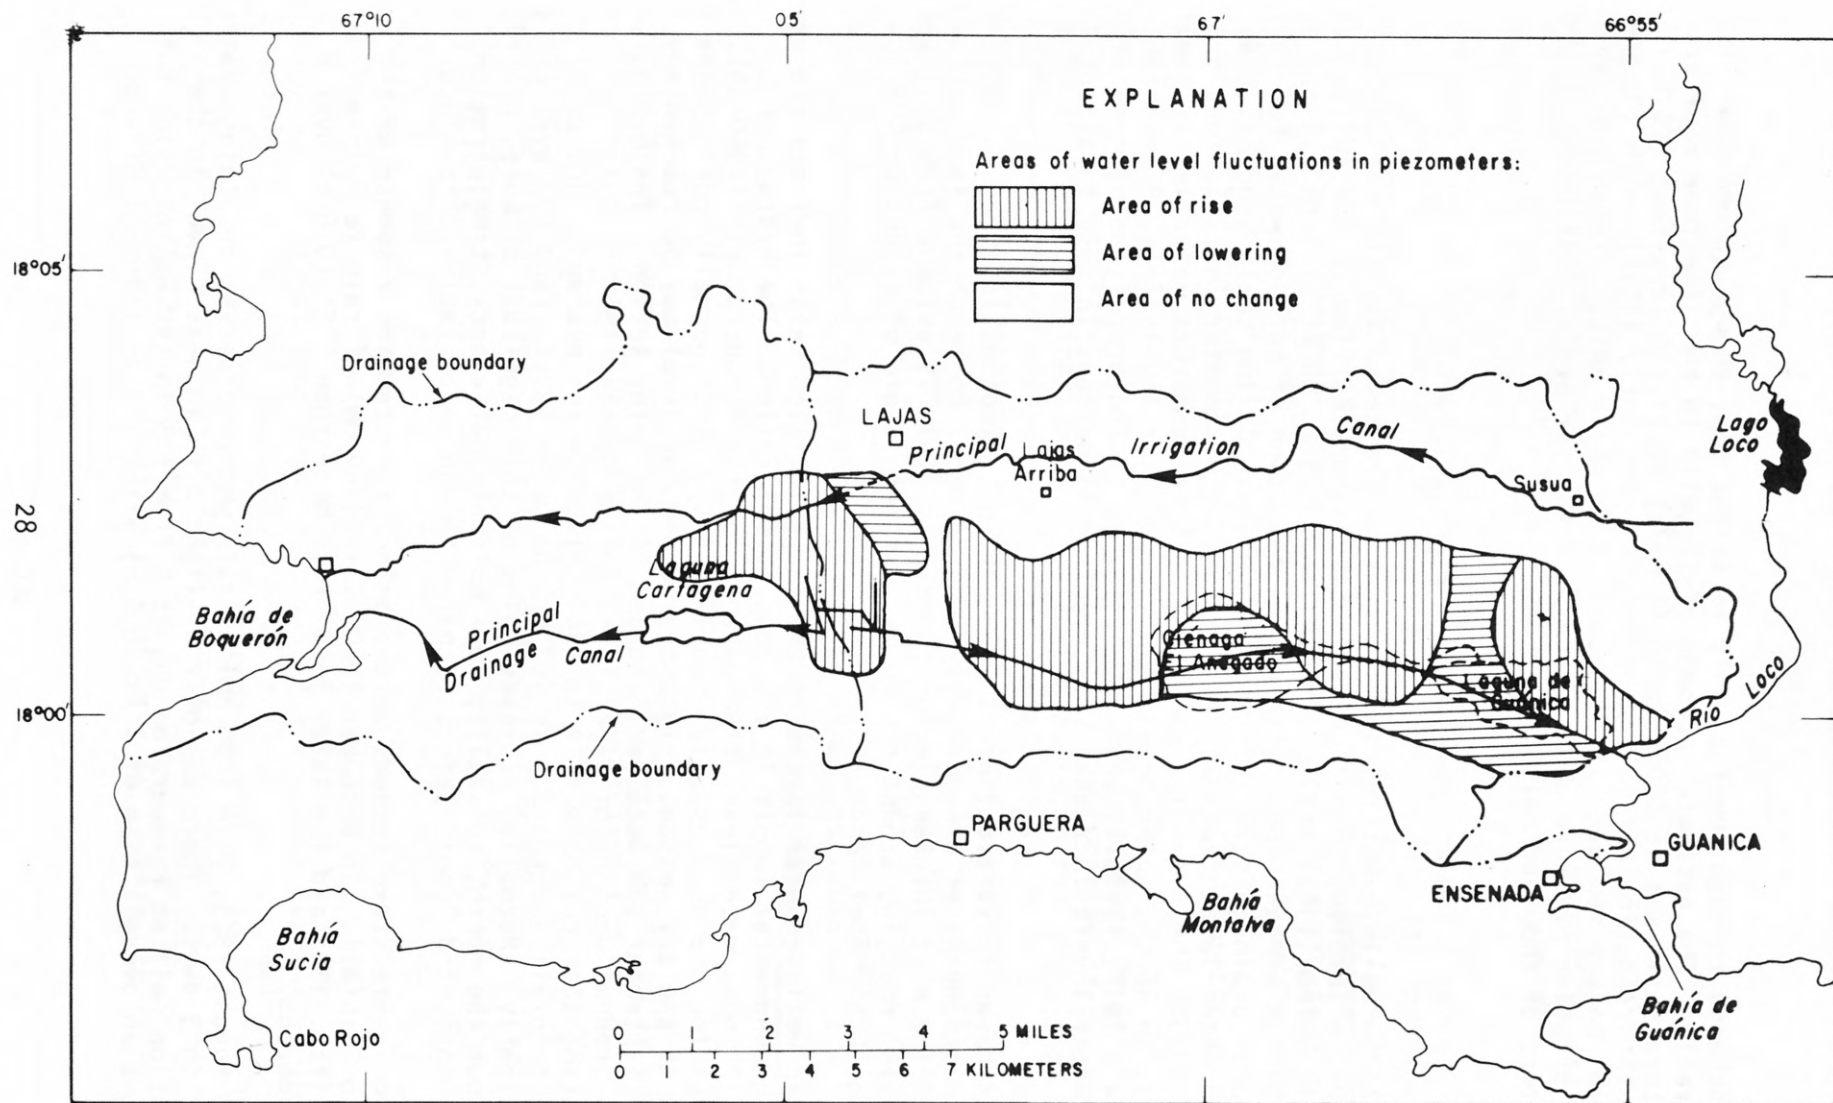 67°10 05' 67' 66°55'
EXPLANATION
Areas of water level fluctuations in piezometers:
Area of rise
Area of lowering
Area of no change
18°05'
Drainage boundary
LAJAS
Principal Irrigation Canal
Lajas
Arriba
Lago
Loco
Susua
28
Laguna
Cartagena
Bahía de
Boquerón
Principal
Drainage Canal
Cienaga
Anegado
Laguna de
Guánica
RÍO LOCO
18°00'
Drainage boundary
PARGUERA
GUANICA
ENSENADA
Bahía
Montalva
Bahía
Sucia
Bahía de
Guánica
Cabo Rojo
0 1 2 3 4 5 MILES
0 1 2 3 4 5 6 7 KILOMETERS